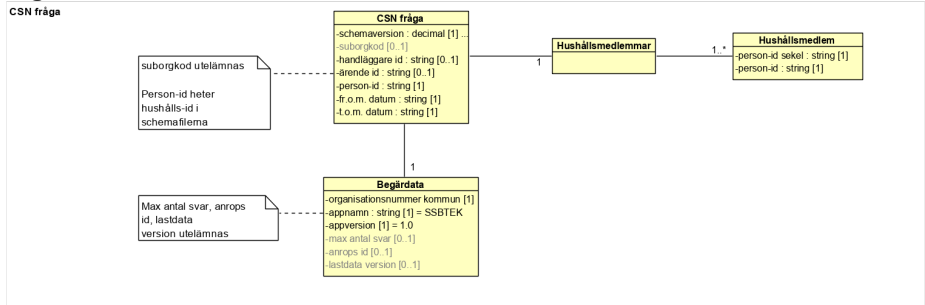 CSN fråga
CSN fråga
-schemaversion : decimal [1] ...
-suborgkod [0..1]
-handläggare id : string [0..1]
-ärende id : string [0..1]
-person-id : string [1]
-fr.o.m. datum : string [1]
-t.o.m. datum : string [1]
1
Hushållsmedlemmar
1..*
Hushållsmedlem
-person-id sekel : string [1]
-person-id : string [1]
suborgkod utelämnas
Person-id heter
hushålls-id i
schemafilerna
1
Begärdata
-organisationsnummer kommun [1]
-appnamn : string [1] = SSBTEK
-appversion [1] = 1.0
-max antal svar [0..1]
-anrops id [0..1]
-lastdata version [0..1]
Max antal svar, anrops
id, lastdata
version utelämnas